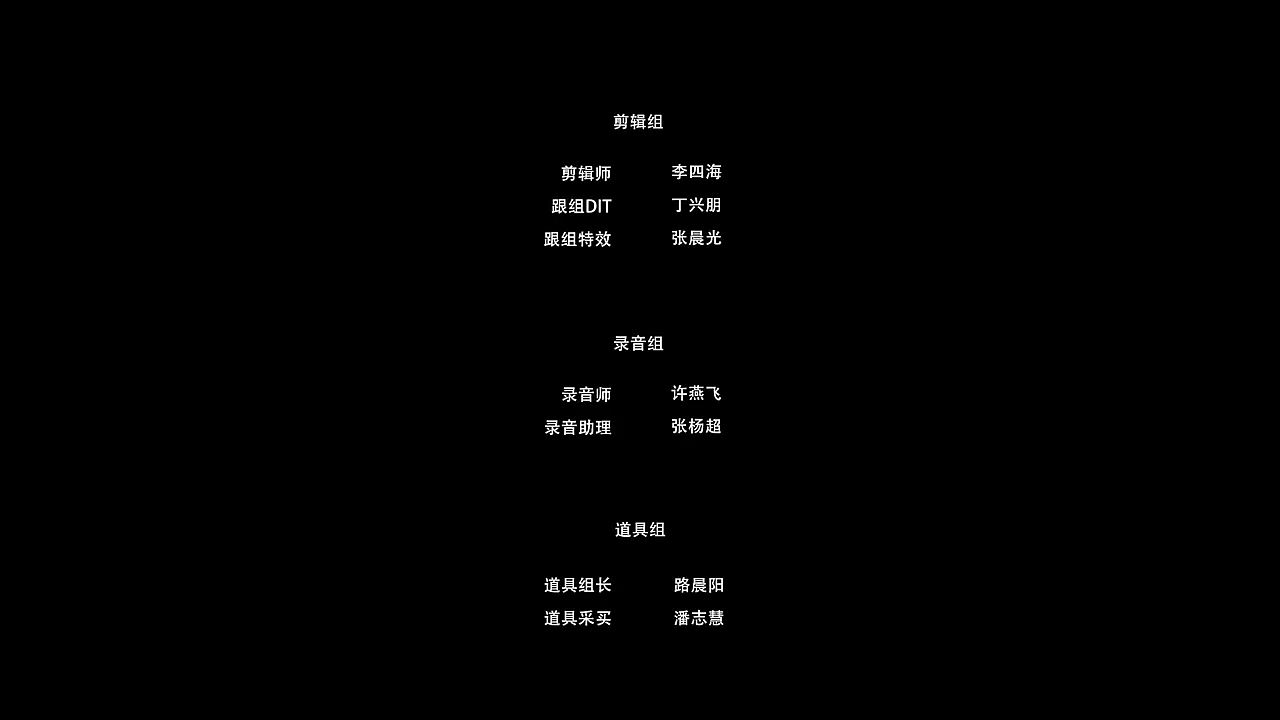 剪辑组
剪辑师 李四海
跟组DIT 丁兴朋
跟组特效 张晨光
录音组
录音师 许燕飞
录音助理 张杨超
道具组
道具组长 路晨阳
道具采买 潘志慧